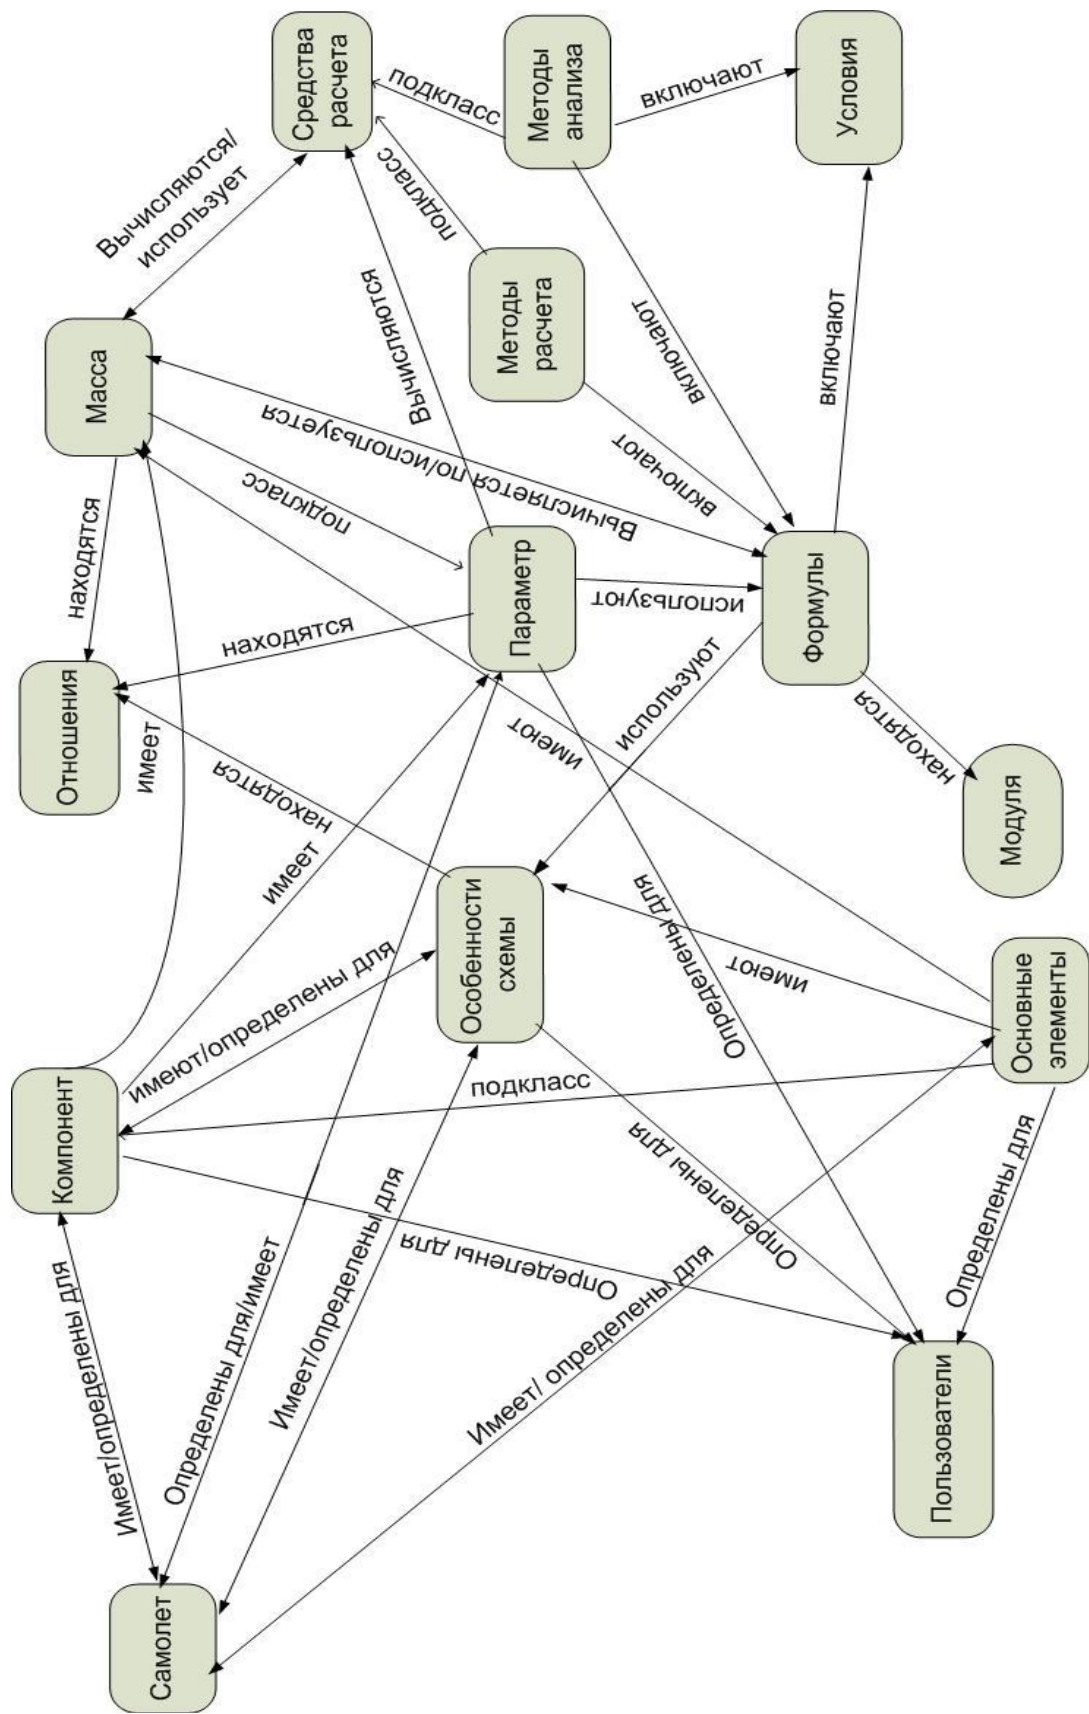 Самолет
Имеет/определены для
Определены для/имеет
Имеет/определены для
Имеет/ определены для
Компонент
имеет
имеет
имеют/определены для
Определены для
подкласс
Отношения
находятся
находятся
находятся
Масса
Вычисляются/
использует
подкласс
Вычисляется по/используется
имеют
Средства
расчета
подкласс
подкласс
Вычисляются
Методы
анализа
включают
включают
Условия
Методы
расчета
включают
включают
Параметр
используют
Определены для
Особенности
схемы
используют
Определены для
имеют
Формулы
находятся
Модуля
Основные
элементы
Определены для
Пользователи